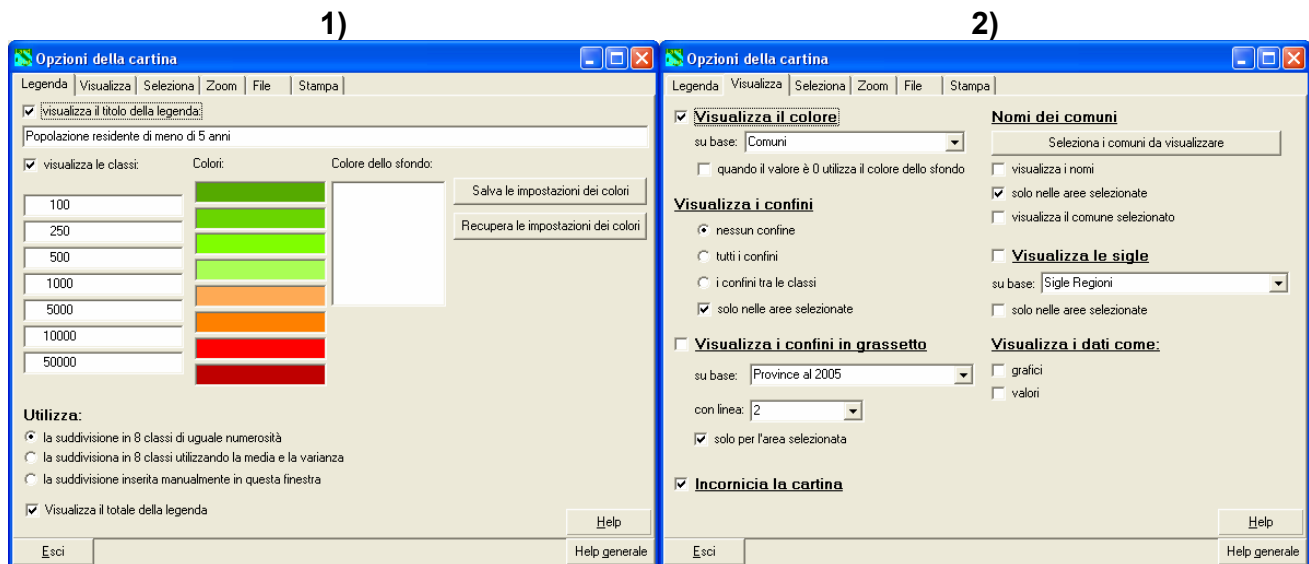 1)
Opzioni della cartina
Legenda Visualizza Seleziona Zoom File Stampa
visualizza il titolo della legenda:
Popolazione residente di meno di 5 anni
visualizza le classi: Colori: Colore dello sfondo:
100
250
500
1000
5000
10000
50000
Salva le impostazioni dei colori
Recupera le impostazioni dei colori
Utilizza:
la suddivisione in 8 classi di uguale numerosità
la suddivisiona in 8 classi utilizzando la media e la varianza
la suddivisione inserita manualmente in questa finestra
Visualizza il totale della legenda
Help
Esci Help generale
2)
Opzioni della cartina
Legenda Visualizza Seleziona Zoom File Stampa
Visualizza il colore
su base: Comuni
quando il valore è 0 utilizza il colore dello sfondo
Visualizza i confini
nessun confine
tutti i confini
i confini tra le classi
solo nelle aree selezionate
Visualizza i confini in grassetto
su base: Province al 2005
con linea: 2
solo per l'area selezionata
Incornicia la cartina
Nomi dei comuni
Seleziona i comuni da visualizzare
visualizza i nomi
solo nelle aree selezionate
visualizza il comune selezionato
Visualizza le sigle
su base: Sigle Regioni
solo nelle aree selezionate
Visualizza i dati come:
grafici
valori
Help
Esci Help generale